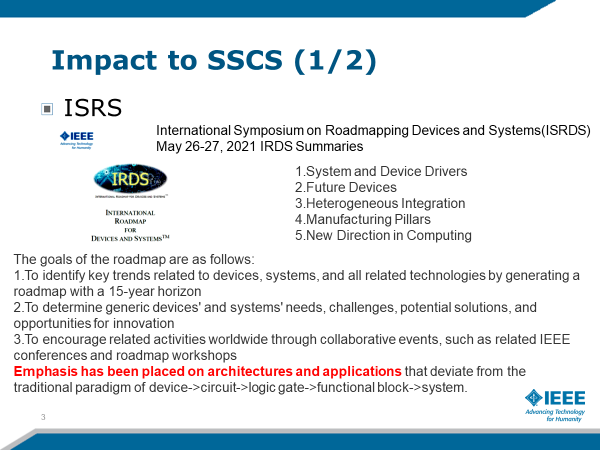 Impact to SSCS (1/2)
ISRS
IEEE
Advancing Technology
for Humanity
International Symposium on Roadmapping Devices and Systems(ISRDS)
May 26-27, 2021 IRDS Summaries
IRDS
INTERNATIONAL ROADMAP FOR DEVICES AND SYSTEMS™
INTERNATIONAL
ROADMAP
FOR
DEVICES AND SYSTEMS™
1.System and Device Drivers
2.Future Devices
3.Heterogeneous Integration
4.Manufacturing Pillars
5.New Direction in Computing
The goals of the roadmap are as follows:
1.To identify key trends related to devices, systems, and all related technologies by generating a
roadmap with a 15-year horizon
2.To determine generic devices' and systems' needs, challenges, potential solutions, and
opportunities for innovation
3.To encourage related activities worldwide through collaborative events, such as related IEEE
conferences and roadmap workshops
Emphasis has been placed on architectures and applications that deviate from the
traditional paradigm of device->circuit->logic gate->functional block->system.
3
IEEE
Advancing Technology
for Humanity